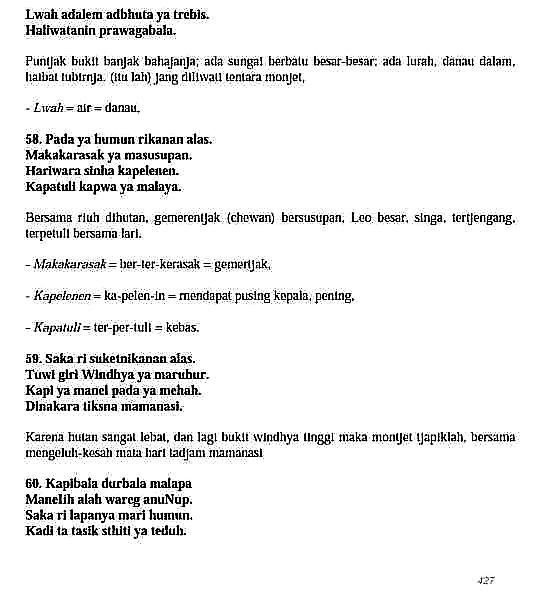 Lwah adalem adbhuta ya trebis.
Haliwatanin prawagabala.
Puntjak bukit banjak bahajanja; ada sungai berbatu besar-besar; ada lurah, danau dalam,
haibat tubirnja. (itu lah) jang diliwati tentara monjet,
- Lwah = air = danau,
58. Pada ya humun rikanan alas.
Makakarasak ya masusupan.
Hariwara sinha kapelenen.
Kapatuli kapwa ya malaya.
Bersama riuh dihutan, gemerentjak (chewan) bersusupan, Leo besar, singa, tertjengang,
terpetuli bersama lari.
- Makakarasak = ber-ter-kerasak = gemertjak,
- Kapelenen = ka-pelen-in = mendapat pusing kepala, pening,
- Kapatuli = ter-per-tuli = kebas.
59. Saka ri suketnikanan alas.
Tuwi giri Windhya ya maruhur.
Kapi ya manel pada ya mehah.
Dinakara tiksna mamanasi.
Karena hutan sangat lebat, dan lagi bukit windhya tinggi maka montjet tjapiklah, bersama
mengeluh-kesah mata hari tadjam mamanasi
60. Kapibala durbala malapa
Manelih alah wareg anuNup.
Saka ri lapanya mari humun.
Kadi ta tasik sthiti ya teduh.
427